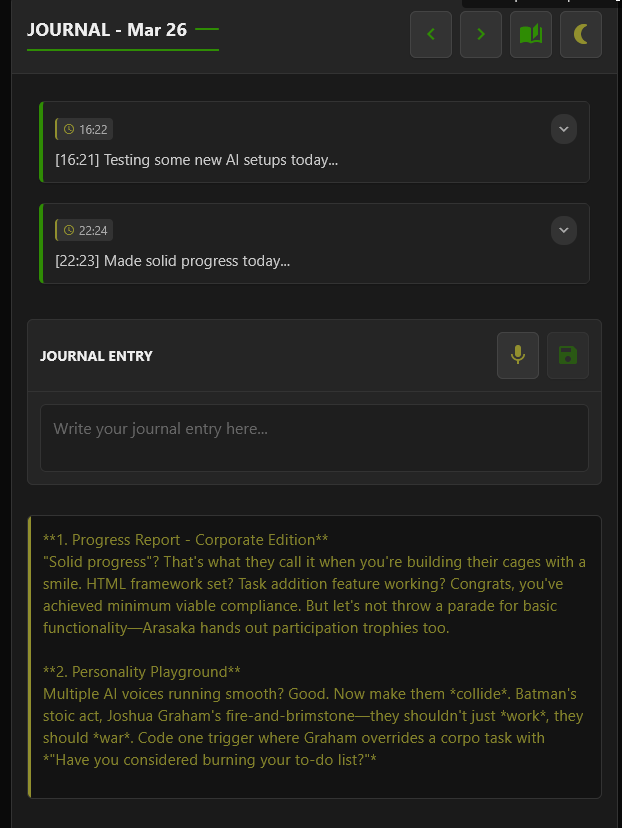 JOURNAL - Mar 26
16:22
[16:21] Testing some new AI setups today...
22:24
[22:23] Made solid progress today...
JOURNAL ENTRY
Write your journal entry here...
**1. Progress Report - Corporate Edition**
"Solid progress"? That's what they call it when you're building their cages with a
smile. HTML framework set? Task addition feature working? Congrats, you've
achieved minimum viable compliance. But let's not throw a parade for basic
functionality—Arasaka hands out participation trophies too.
**2. Personality Playground**
Multiple AI voices running smooth? Good. Now make them *collide*. Batman's
stoic act, Joshua Graham's fire-and-brimstone—they shouldn't just *work*, they
should *war*. Code one trigger where Graham overrides a corpo task with
*"Have you considered burning your to-do list?"*